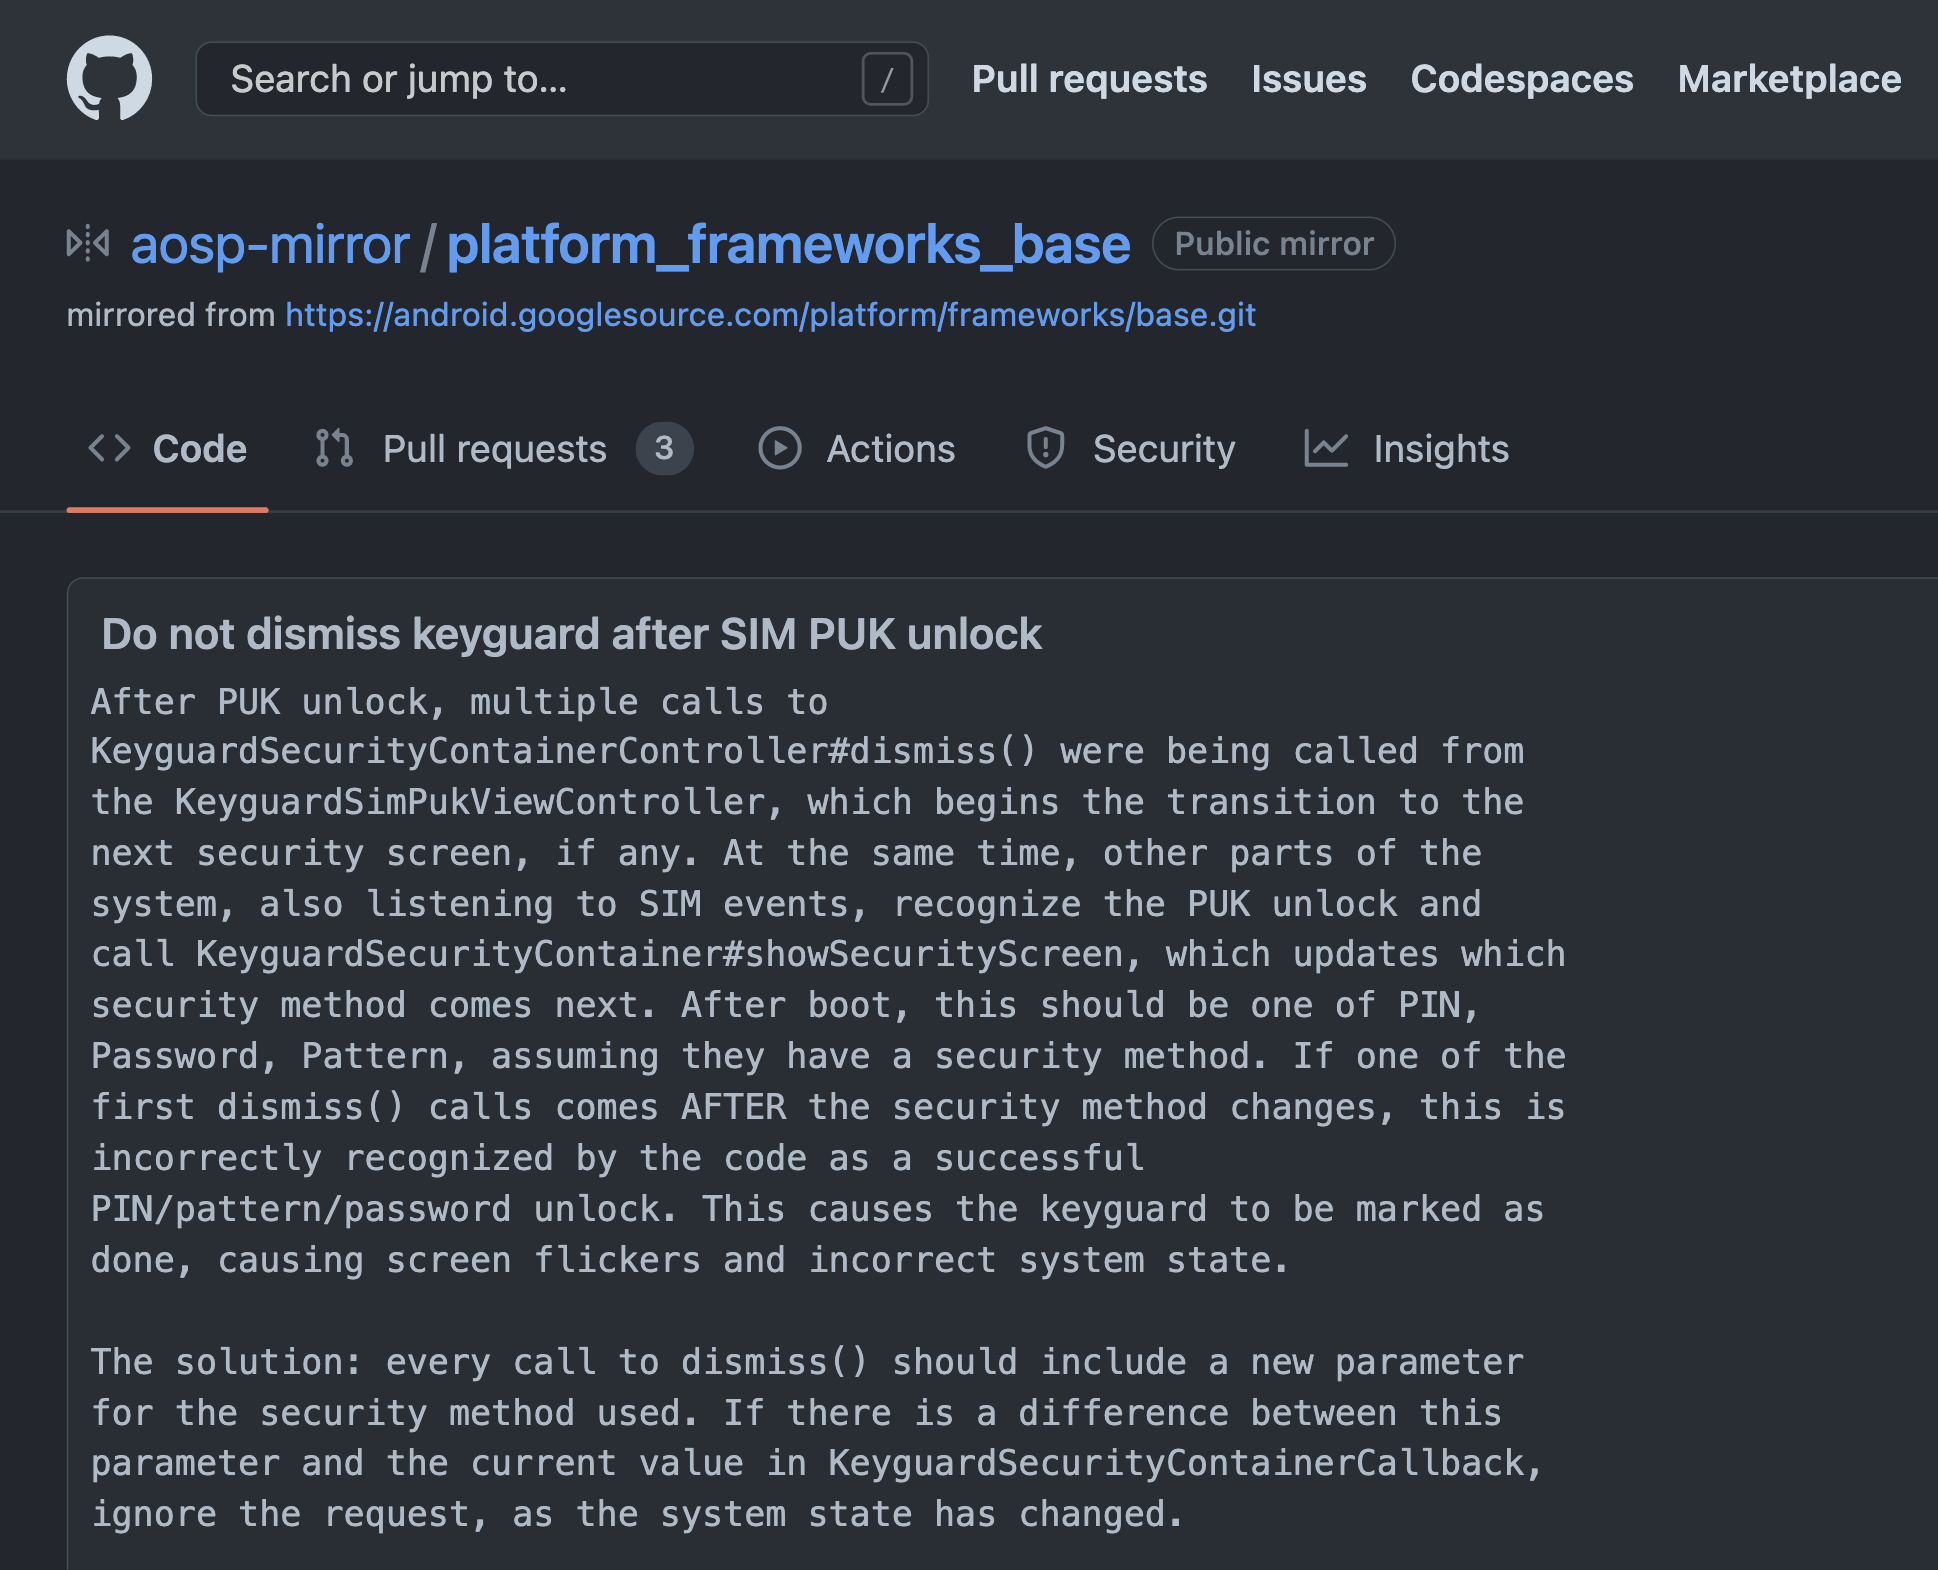 Search or jump to... /
Pull requests Issues Codespaces Marketplace
aosp-mirror / platform_frameworks_base Public mirror
mirrored from https://android.googlesource.com/platform/frameworks/base.git
Code Pull requests 3 Actions Security Insights
Do not dismiss keyguard after SIM PUK unlock
After PUK unlock, multiple calls to
KeyguardSecurityContainerController#dismiss() were being called from
the KeyguardSimPukViewController, which begins the transition to the
next security screen, if any. At the same time, other parts of the
system, also listening to SIM events, recognize the PUK unlock and
call KeyguardSecurityContainer#showSecurityScreen, which updates which
security method comes next. After boot, this should be one of PIN,
Password, Pattern, assuming they have a security method. If one of the
first dismiss() calls comes AFTER the security method changes, this is
incorrectly recognized by the code as a successful
PIN/pattern/password unlock. This causes the keyguard to be marked as
done, causing screen flickers and incorrect system state.
The solution: every call to dismiss() should include a new parameter
for the security method used. If there is a difference between this
parameter and the current value in KeyguardSecurityContainerCallback,
ignore the request, as the system state has changed.